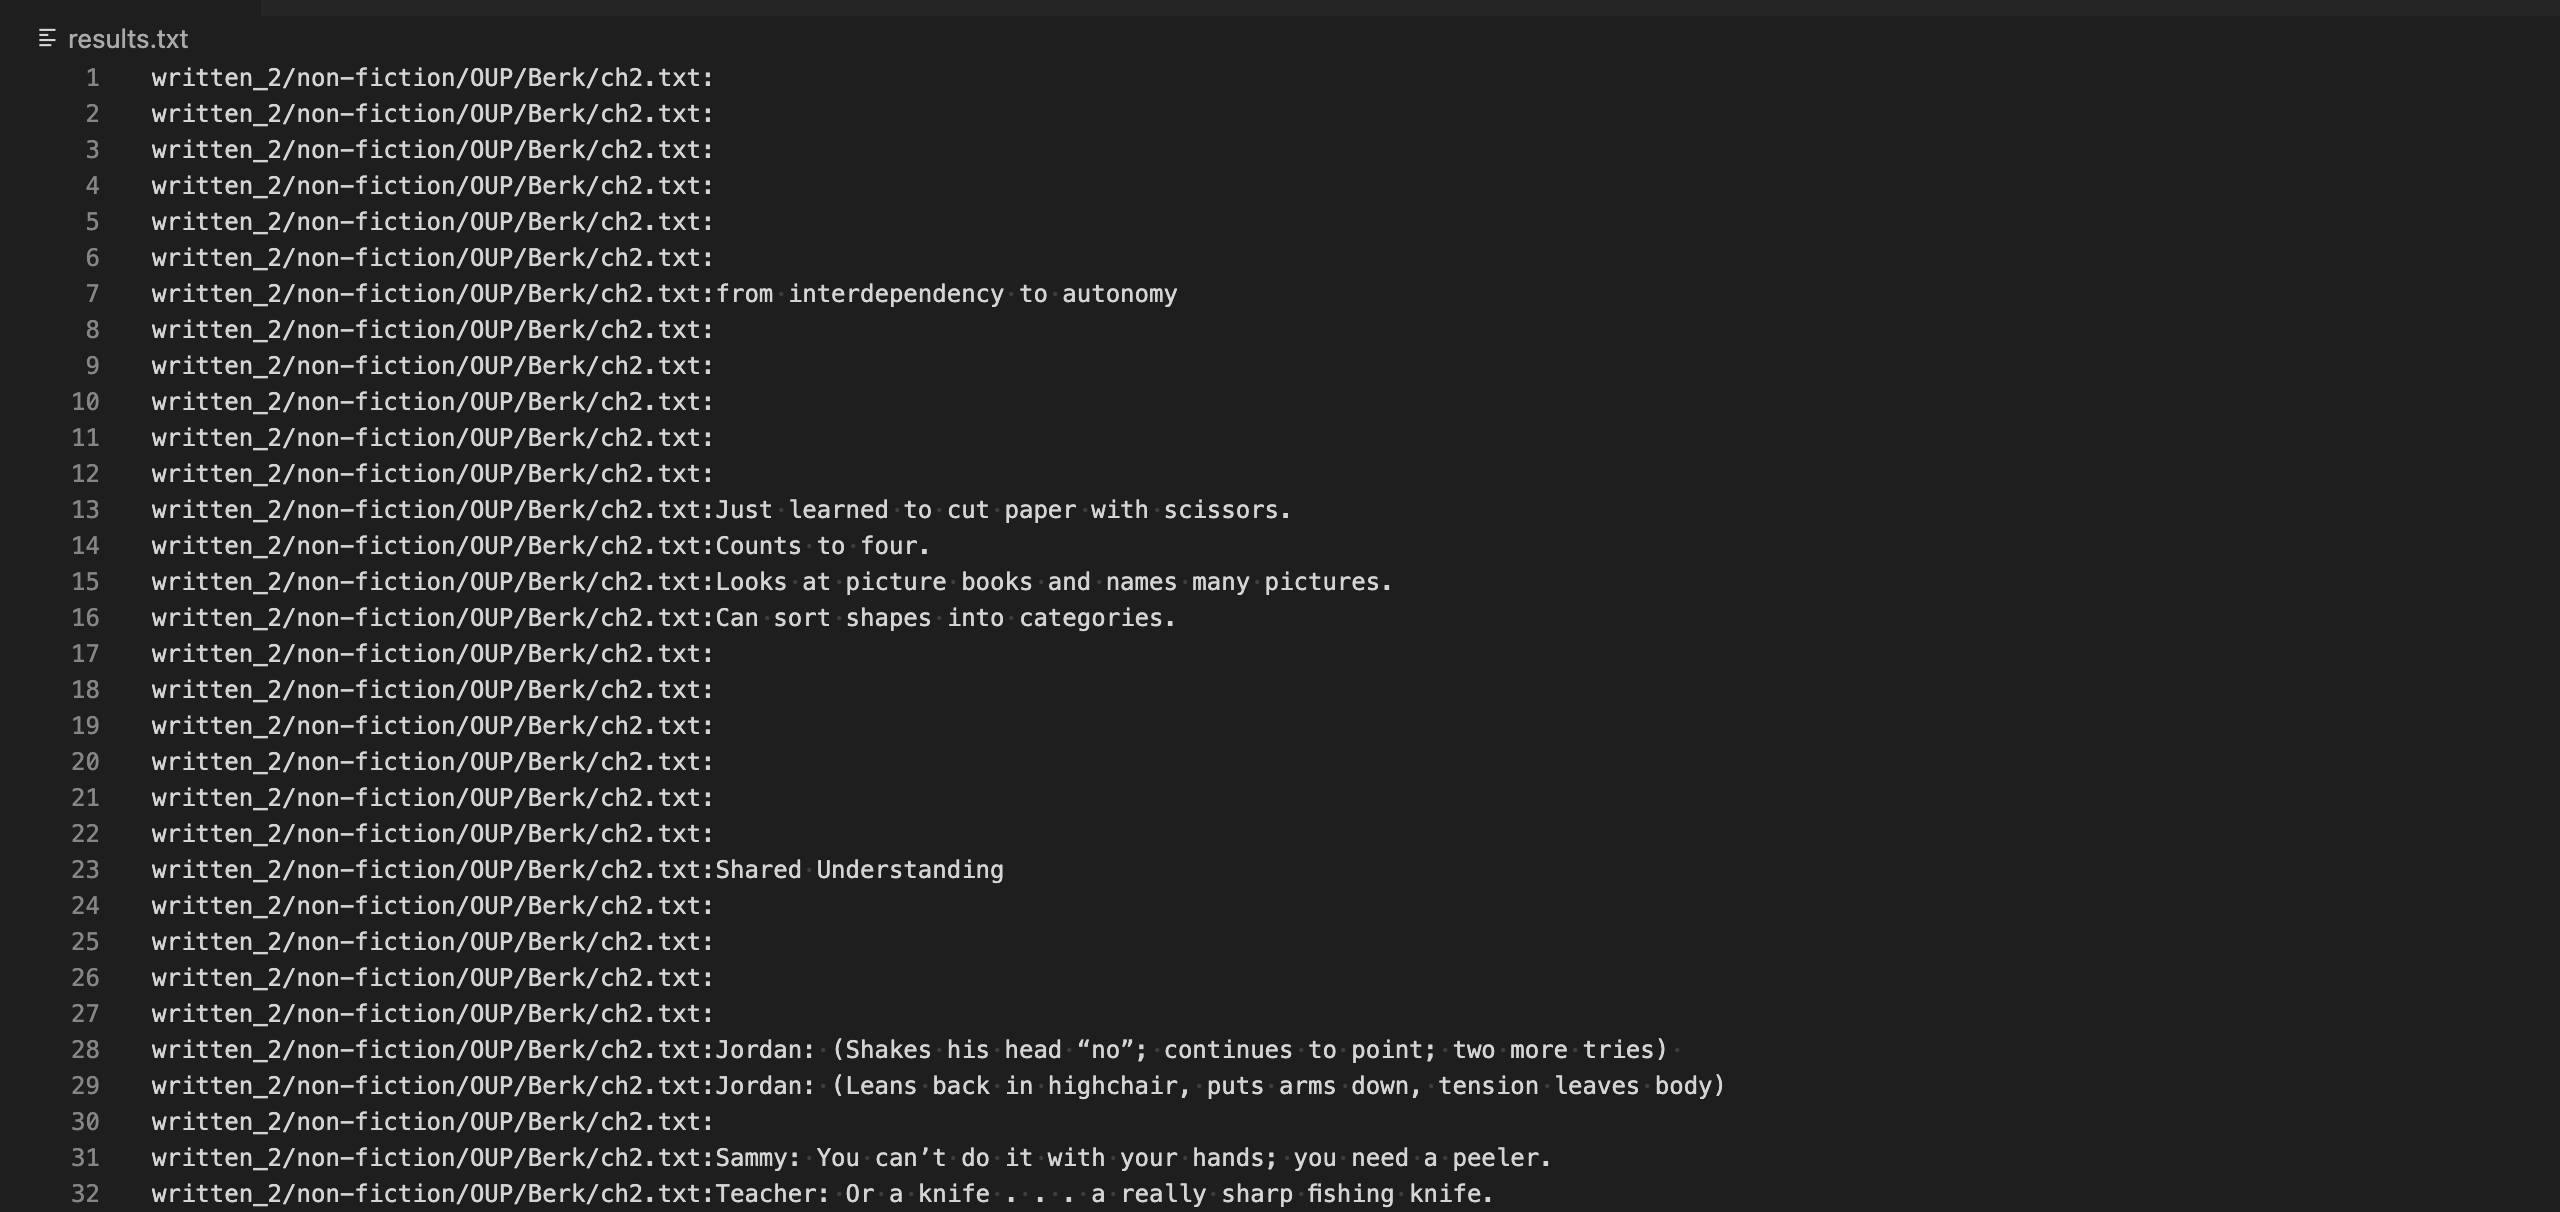 results.txt
1 written_2/non-fiction/OUP/Berk/ch2.txt:
2 written_2/non-fiction/OUP/Berk/ch2.txt:
3 written_2/non-fiction/OUP/Berk/ch2.txt:
4 written_2/non-fiction/OUP/Berk/ch2.txt:
5 written_2/non-fiction/OUP/Berk/ch2.txt:
6 written_2/non-fiction/OUP/Berk/ch2.txt:
7 written_2/non-fiction/OUP/Berk/ch2.txt:from interdependency to autonomy
8 written_2/non-fiction/OUP/Berk/ch2.txt:
9 written_2/non-fiction/OUP/Berk/ch2.txt:
10 written_2/non-fiction/OUP/Berk/ch2.txt:
11 written_2/non-fiction/OUP/Berk/ch2.txt:
12 written_2/non-fiction/OUP/Berk/ch2.txt:
13 written_2/non-fiction/OUP/Berk/ch2.txt:Just learned to cut paper with scissors.
14 written_2/non-fiction/OUP/Berk/ch2.txt:Counts to four.
15 written_2/non-fiction/OUP/Berk/ch2.txt:Looks at picture books and names many pictures.
16 written_2/non-fiction/OUP/Berk/ch2.txt:Can sort shapes into categories.
17 written_2/non-fiction/OUP/Berk/ch2.txt:
18 written_2/non-fiction/OUP/Berk/ch2.txt:
19 written_2/non-fiction/OUP/Berk/ch2.txt:
20 written_2/non-fiction/OUP/Berk/ch2.txt:
21 written_2/non-fiction/OUP/Berk/ch2.txt:
22 written_2/non-fiction/OUP/Berk/ch2.txt:
23 written_2/non-fiction/OUP/Berk/ch2.txt:Shared Understanding
24 written_2/non-fiction/OUP/Berk/ch2.txt:
25 written_2/non-fiction/OUP/Berk/ch2.txt:
26 written_2/non-fiction/OUP/Berk/ch2.txt:
27 written_2/non-fiction/OUP/Berk/ch2.txt:
28 written_2/non-fiction/OUP/Berk/ch2.txt:Jordan: (Shakes his head “no”; continues to point; two more tries)
29 written_2/non-fiction/OUP/Berk/ch2.txt:Jordan: (Leans back in highchair, puts arms down, tension leaves body)
30 written_2/non-fiction/OUP/Berk/ch2.txt:
31 written_2/non-fiction/OUP/Berk/ch2.txt:Sammy: You can’t do it with your hands; you need a peeler.
32 written_2/non-fiction/OUP/Berk/ch2.txt:Teacher: Or a knife . . . a really sharp fishing knife.